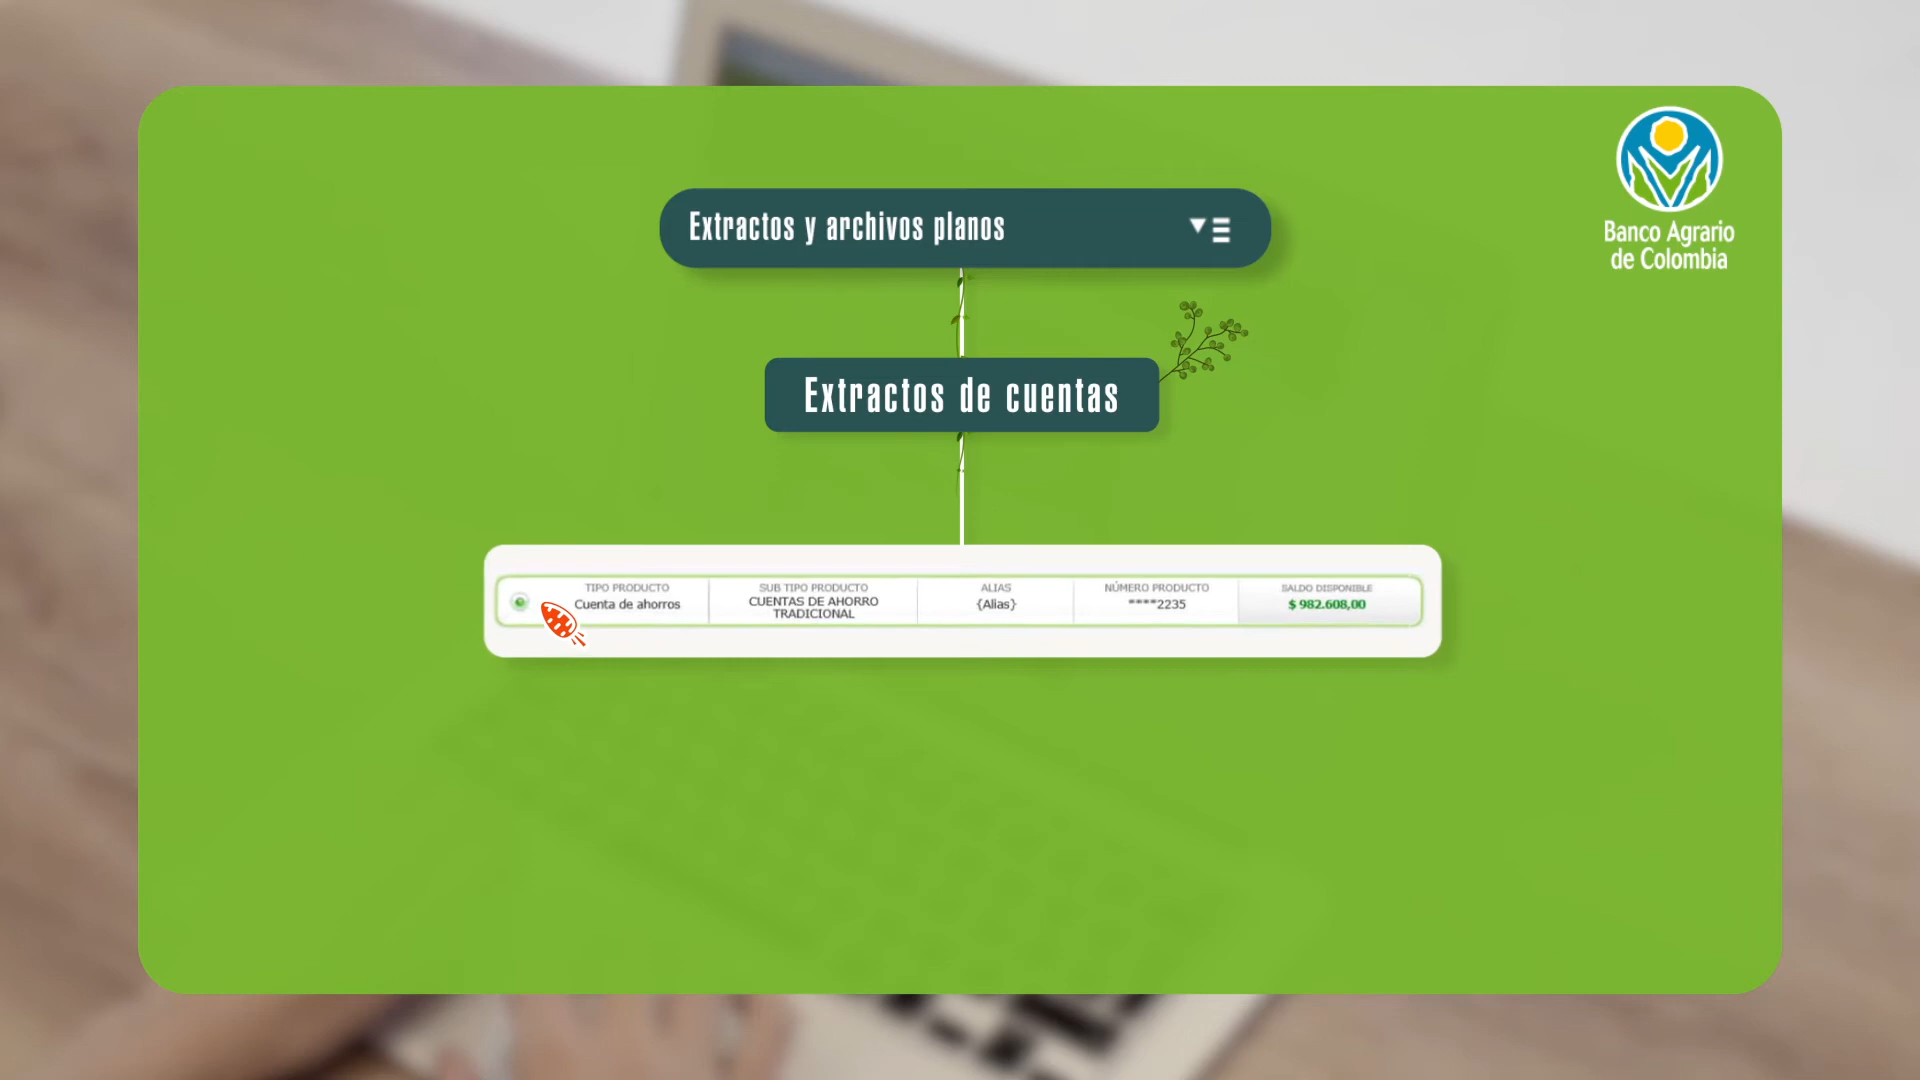 Banco Agrario
de Colombia
Extractos y archivos planos
Extractos de cuentas
TIPO PRODUCTO
Cuenta de ahorros
SUB TIPO PRODUCTO
CUENTAS DE AHORRO
TRADICIONAL
ALIAS
{Alias}
NÚMERO PRODUCTO
****2235
SALDO DISPONIBLE
$ 982.608,00